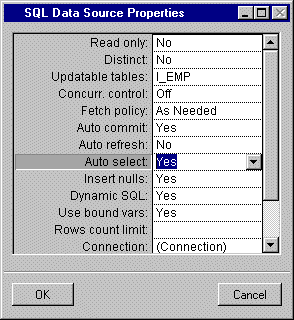 SQL Data Source Properties
Read only: No
Distinct: No
Updatable tables: I_EMP
Concurr. control: Off
Fetch policy: As Needed
Auto commit: Yes
Auto refresh: No
Auto select: Yes
Insert nulls: Yes
Dynamic SQL: Yes
Use bound vars: Yes
Rows count limit:
Connection: (Connection)
OK Cancel